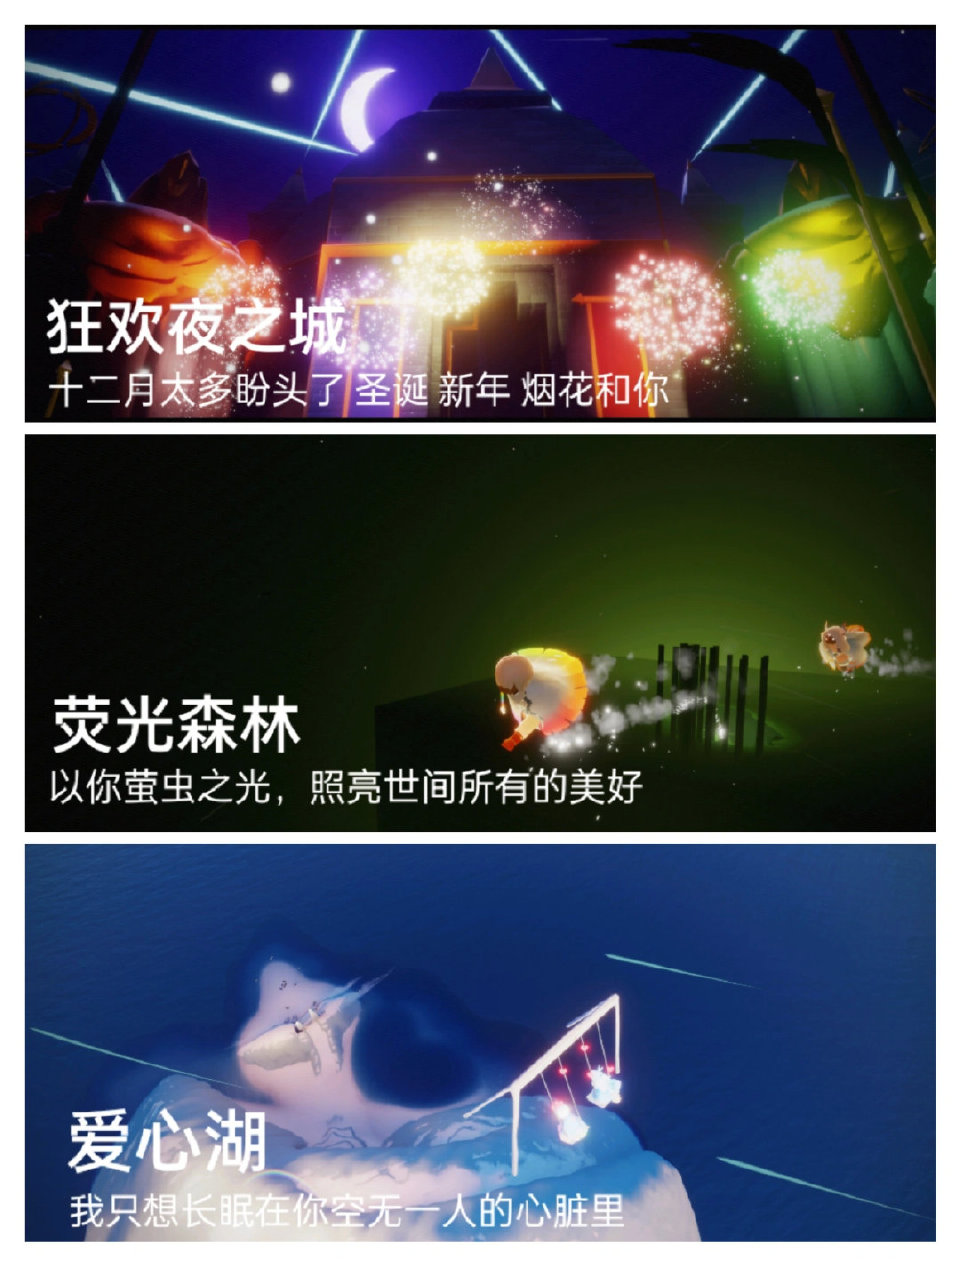 狂欢夜之城
十二月太多盼头了 圣诞 新年 烟花和你
荧光森林
以你萤虫之光，照亮世间所有的美好
爱心湖
我只想长眠在你空无一人的心脏里